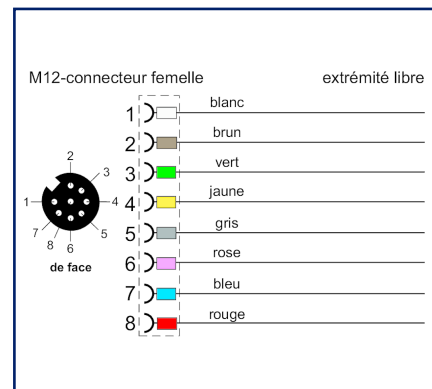 M12-connecteur femelle extrémité libre
1 blanc
2 brun
3 vert
4 jaune
5 gris
6 rose
7 bleu
8 rouge
2
3
1
4
7
8
6
5
de face